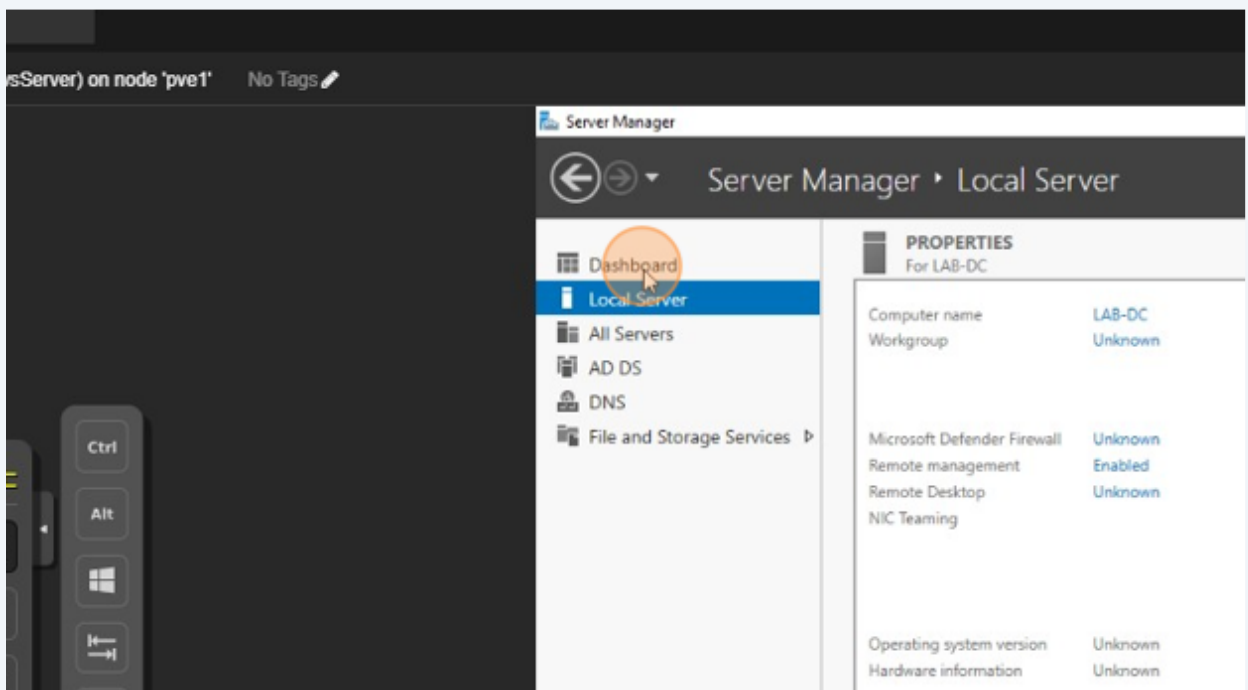 vsServer) on node 'pve1' No Tags
Server Manager
Server Manager Local Server
Dashboard
Local Server
All Servers
AD DS
DNS
File and Storage Services
PROPERTIES
For LAB-DC
Computer name LAB-DC
Workgroup Unknown
Microsoft Defender Firewall Unknown
Remote management Enabled
Remote Desktop Unknown
NIC Teaming
Operating system version Unknown
Hardware information Unknown
Ctrl
Alt